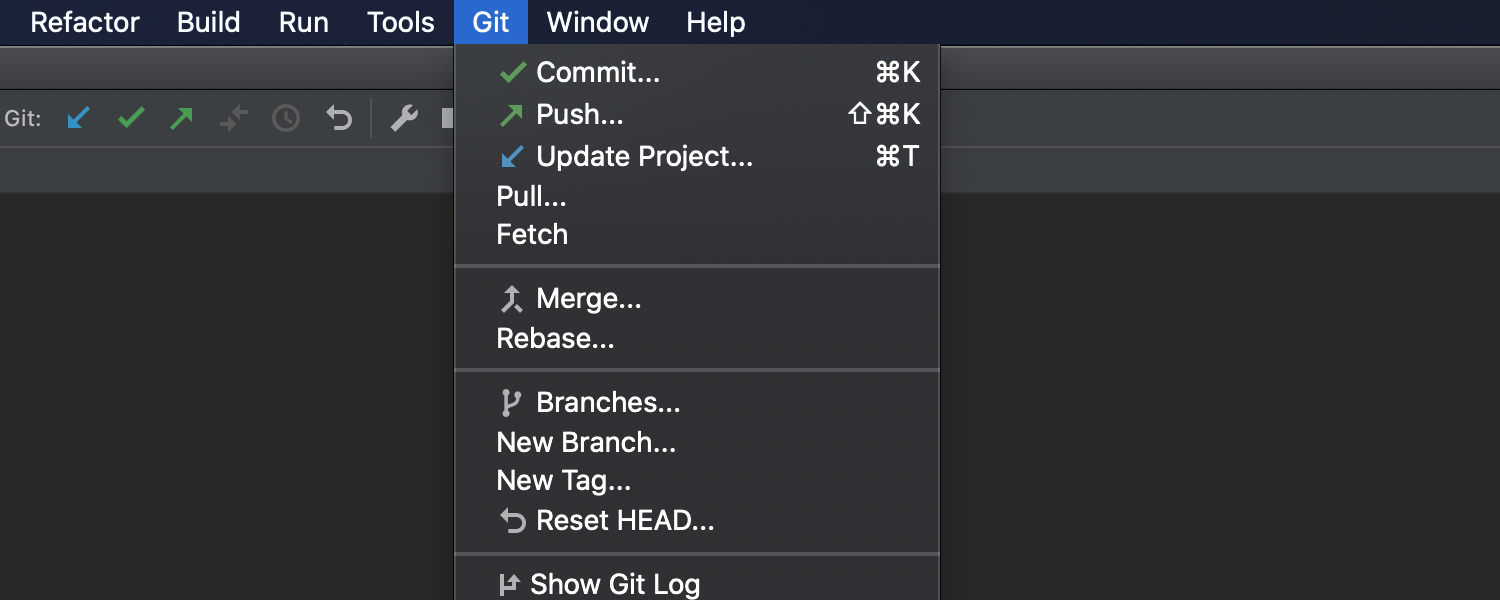 Refactor Build Run Tools Git Window Help
Git:
Commit... ⌘K
Push... ⇧⌘K
Update Project... ⌘T
Pull...
Fetch
Merge...
Rebase...
Branches...
New Branch...
New Tag...
Reset HEAD...
Show Git Log